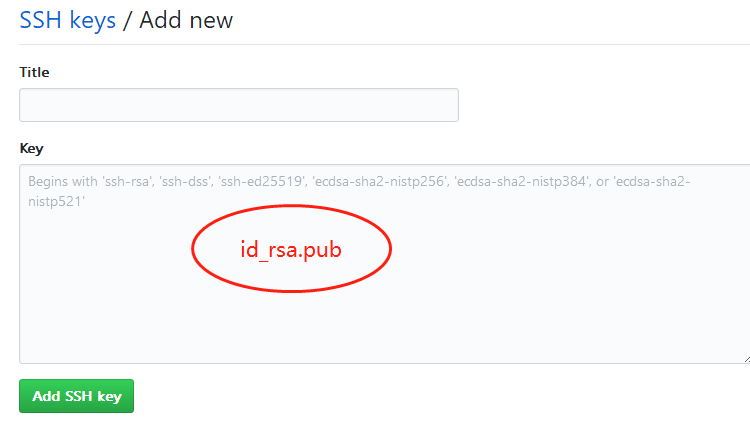 SSH keys / Add new
Title
Key
Begins with 'ssh-rsa', 'ssh-dss', 'ssh-ed25519', 'ecdsa-sha2-nistp256', 'ecdsa-sha2-nistp384', or 'ecdsa-sha2-
nistp521'
id_rsa.pub
Add SSH key